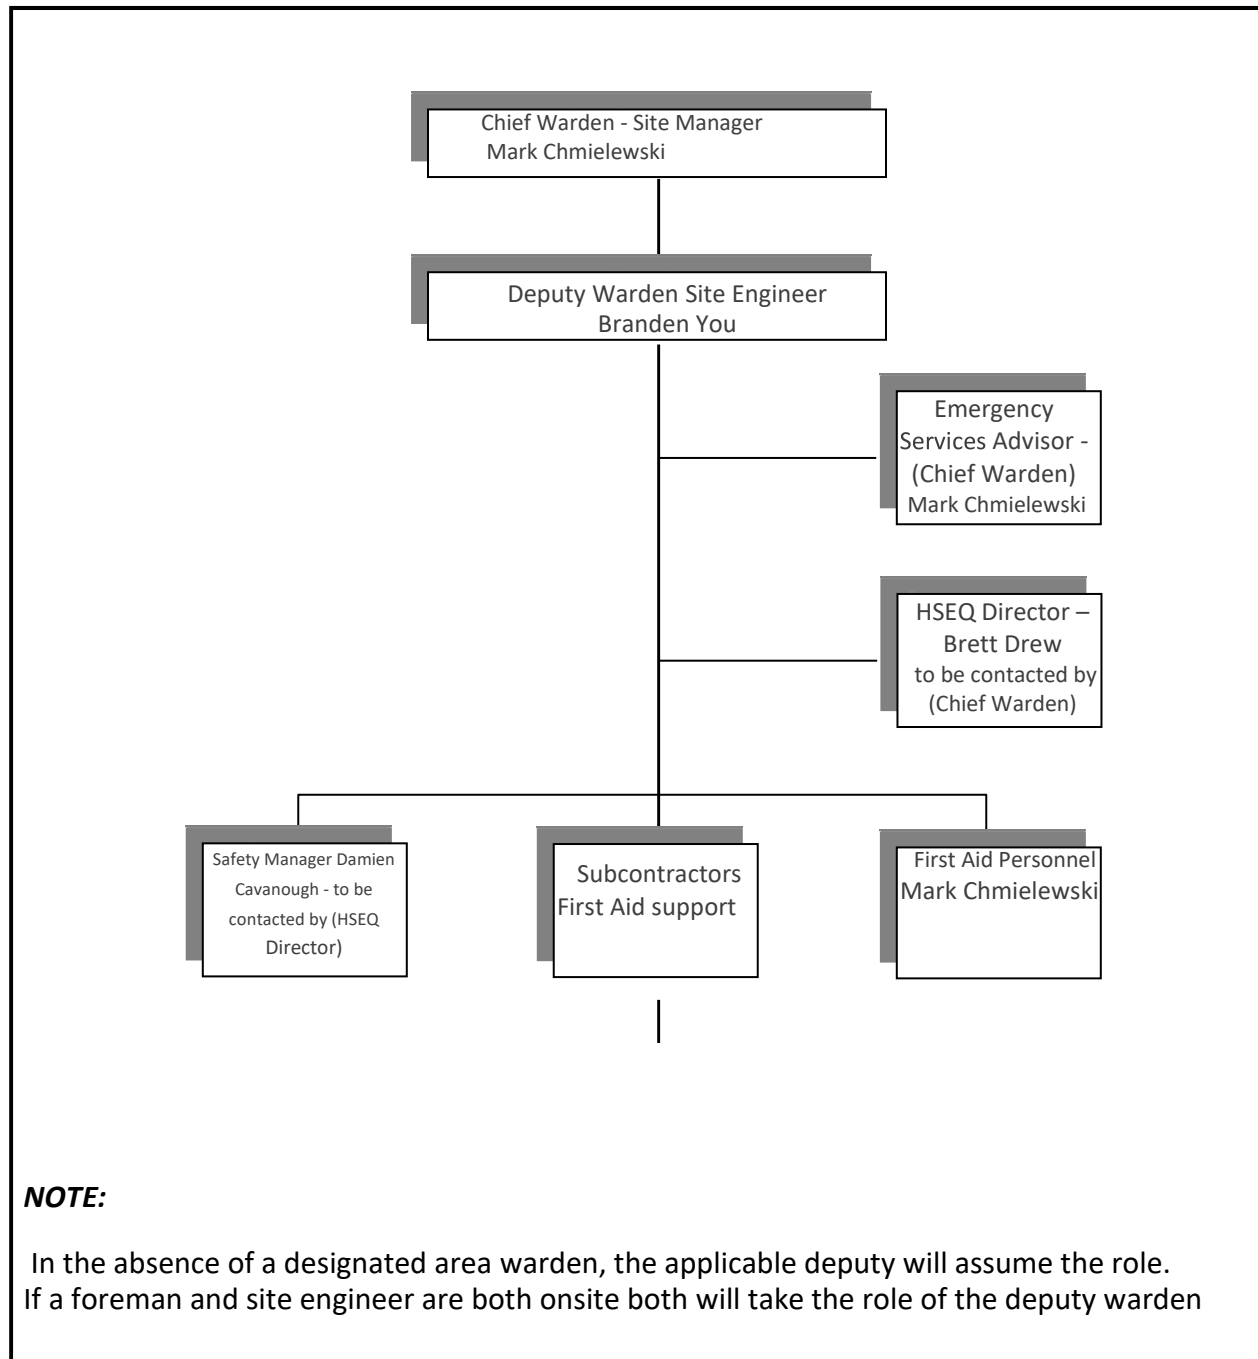 Chief Warden - Site Manager
Mark Chmielewski
Deputy Warden Site Engineer
Branden You
Emergency
Services Advisor -
(Chief Warden)
Mark Chmielewski
HSEQ Director –
Brett Drew
to be contacted by
(Chief Warden)
Safety Manager Damien
Cavanough - to be
contacted by (HSEQ
Director)
Subcontractors
First Aid support
First Aid Personnel
Mark Chmielewski
NOTE:
In the absence of a designated area warden, the applicable deputy will assume the role.
If a foreman and site engineer are both onsite both will take the role of the deputy warden